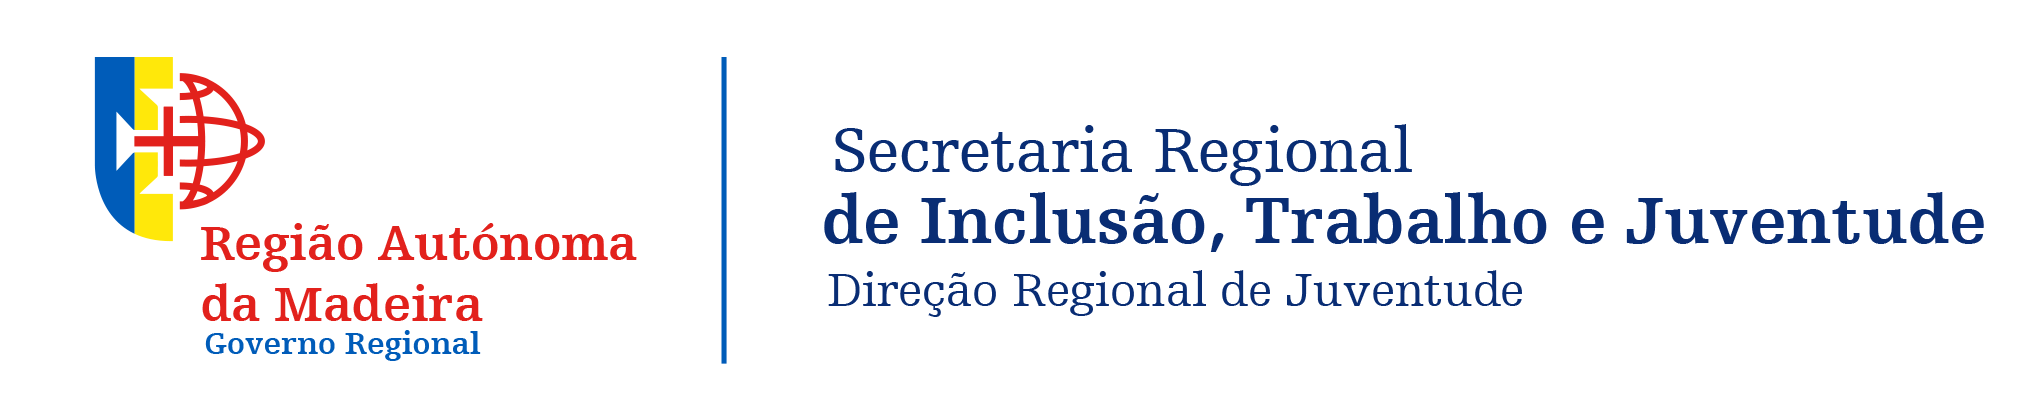 Região Autónoma
da Madeira
Governo Regional
Secretaria Regional
de Inclusão, Trabalho e Juventude
Direção Regional de Juventude